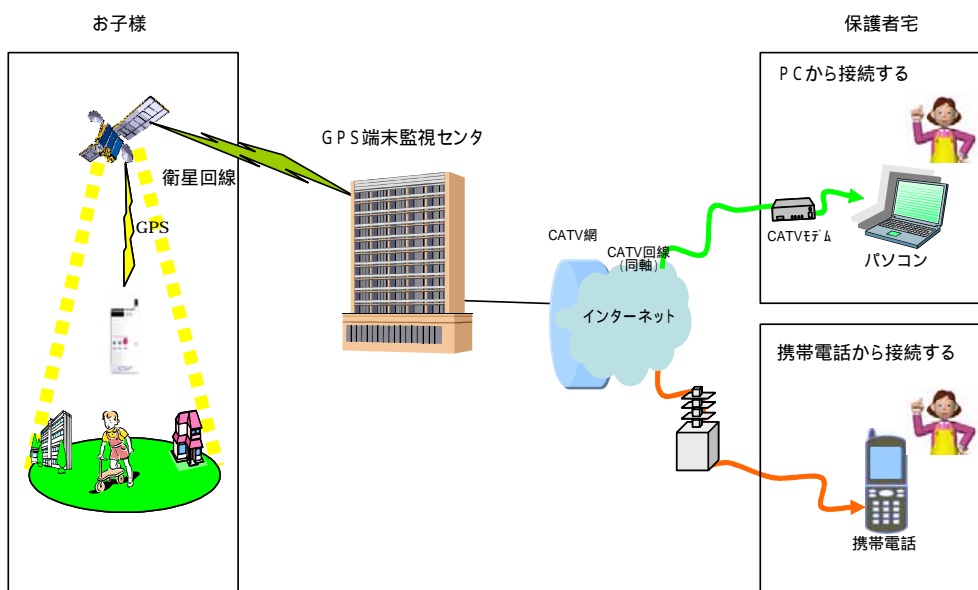 お子様
保護者宅
PCから接続する
GPS端末監視センタ
衛星回線
GPS
CATV網
CATV回線
(同軸)
CATVﾓﾃﾞﾑ
パソコン
インターネット
携帯電話から接続する
携帯電話